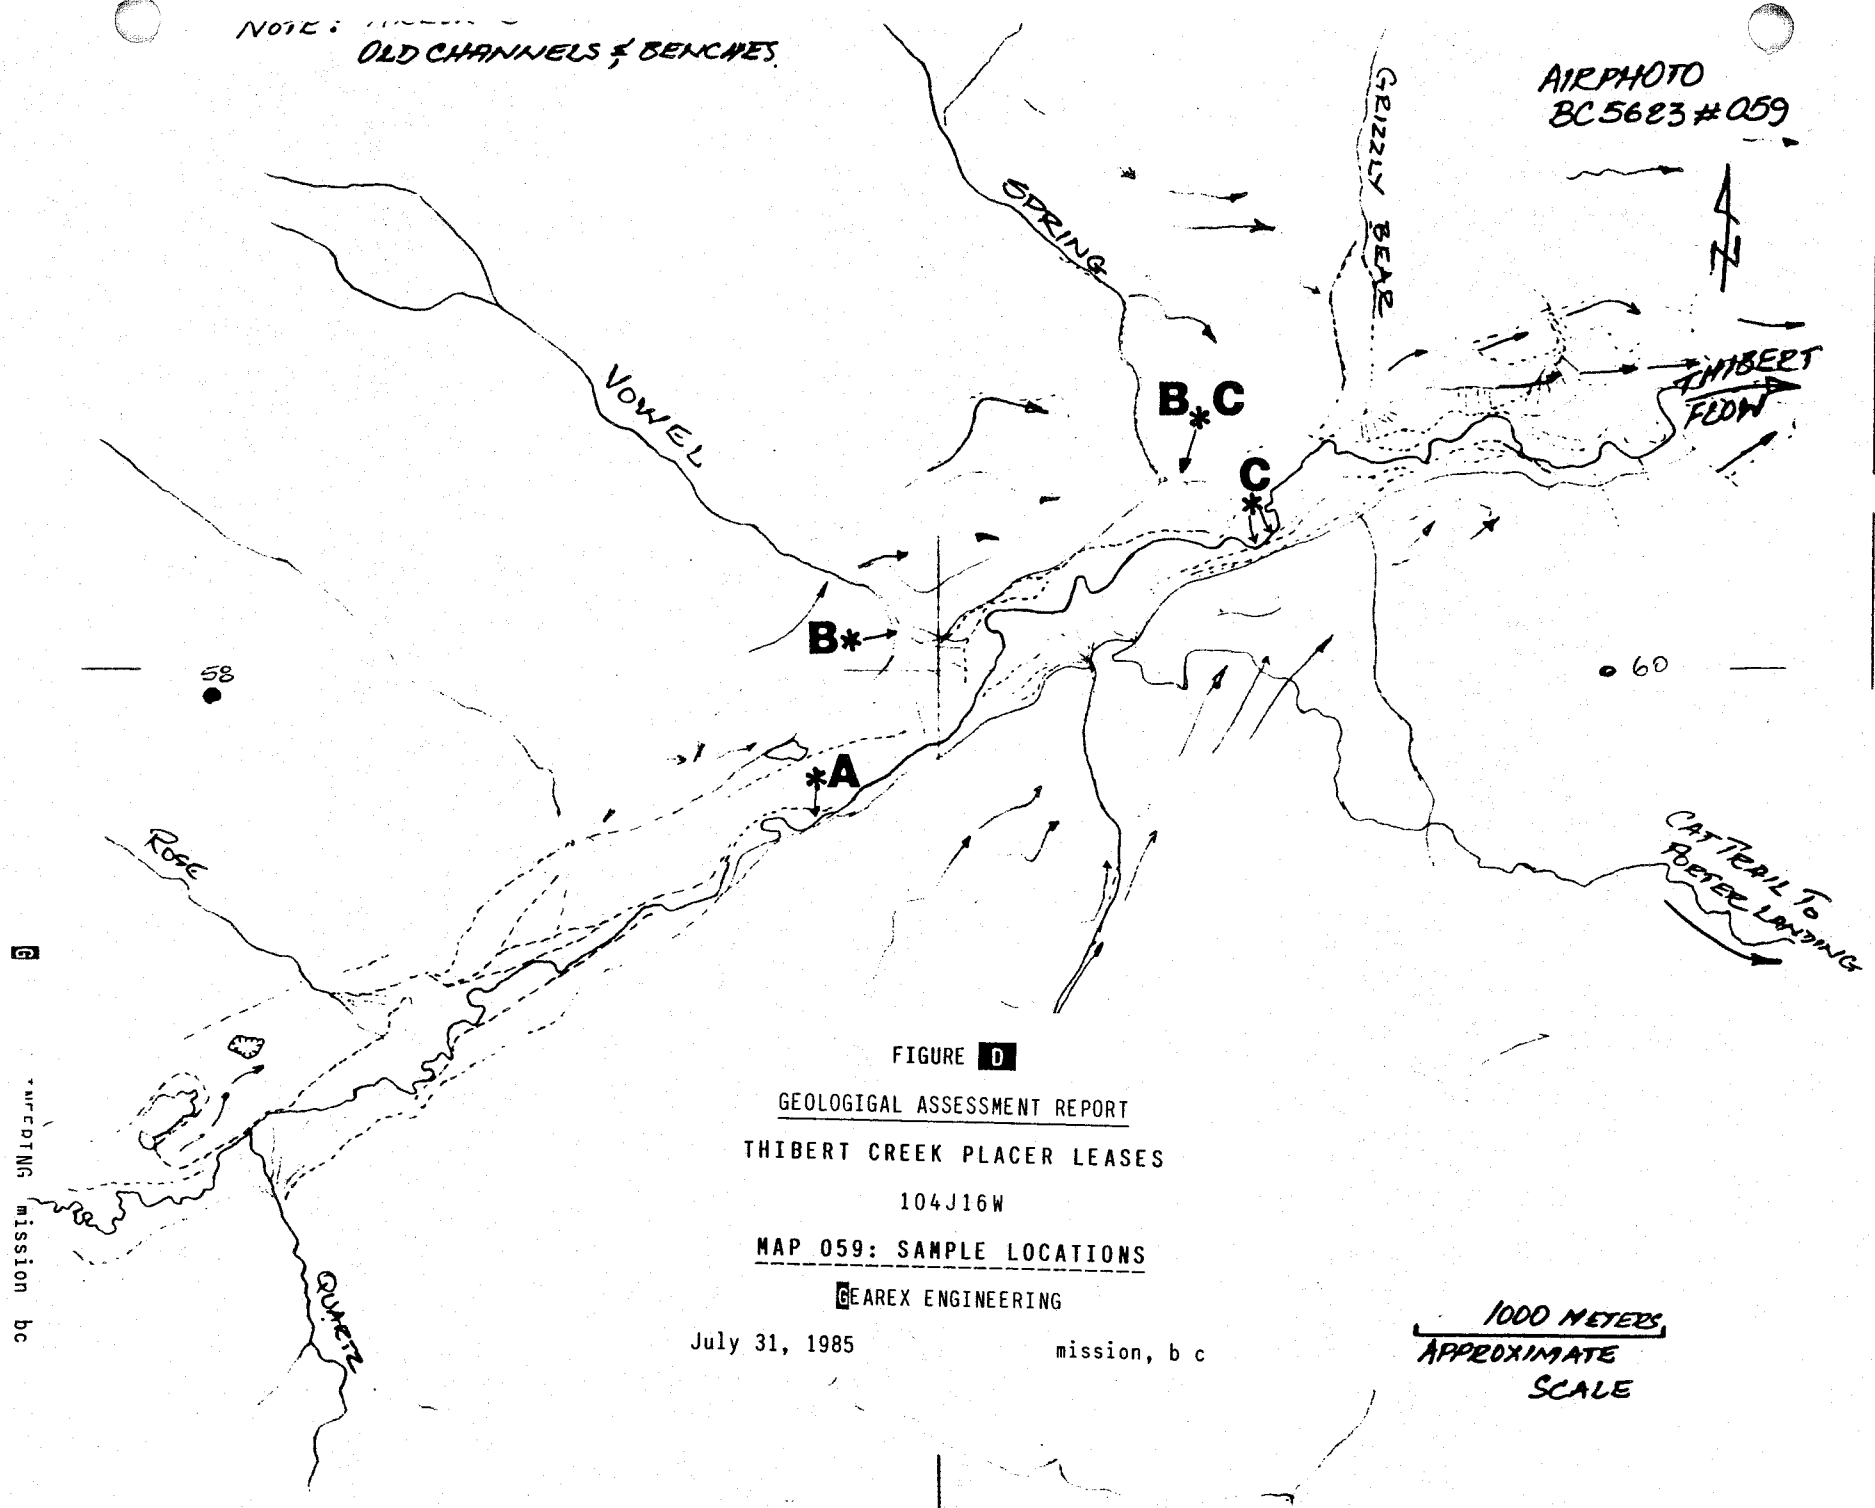 NOTE:
OLD CHANNELS & BENCHES
AIRPHOTO
BC5623 #059
GRIZZLY BEAR
SPRING
N
VOWEL
B,C
*
THIBERT
FLOW
C
*
B*
58
60
*A
ROSE
CAT TRAIL TO
PORTER LANDING
G
mission bc
FIGURE D
GEOLOGIGAL ASSESSMENT REPORT
THIBERT CREEK PLACER LEASES
104J16W
MAP 059: SAMPLE LOCATIONS
GEAREX ENGINEERING
July 31, 1985
mission, b c
QUARTZ
1000 METERS
APPROXIMATE
SCALE